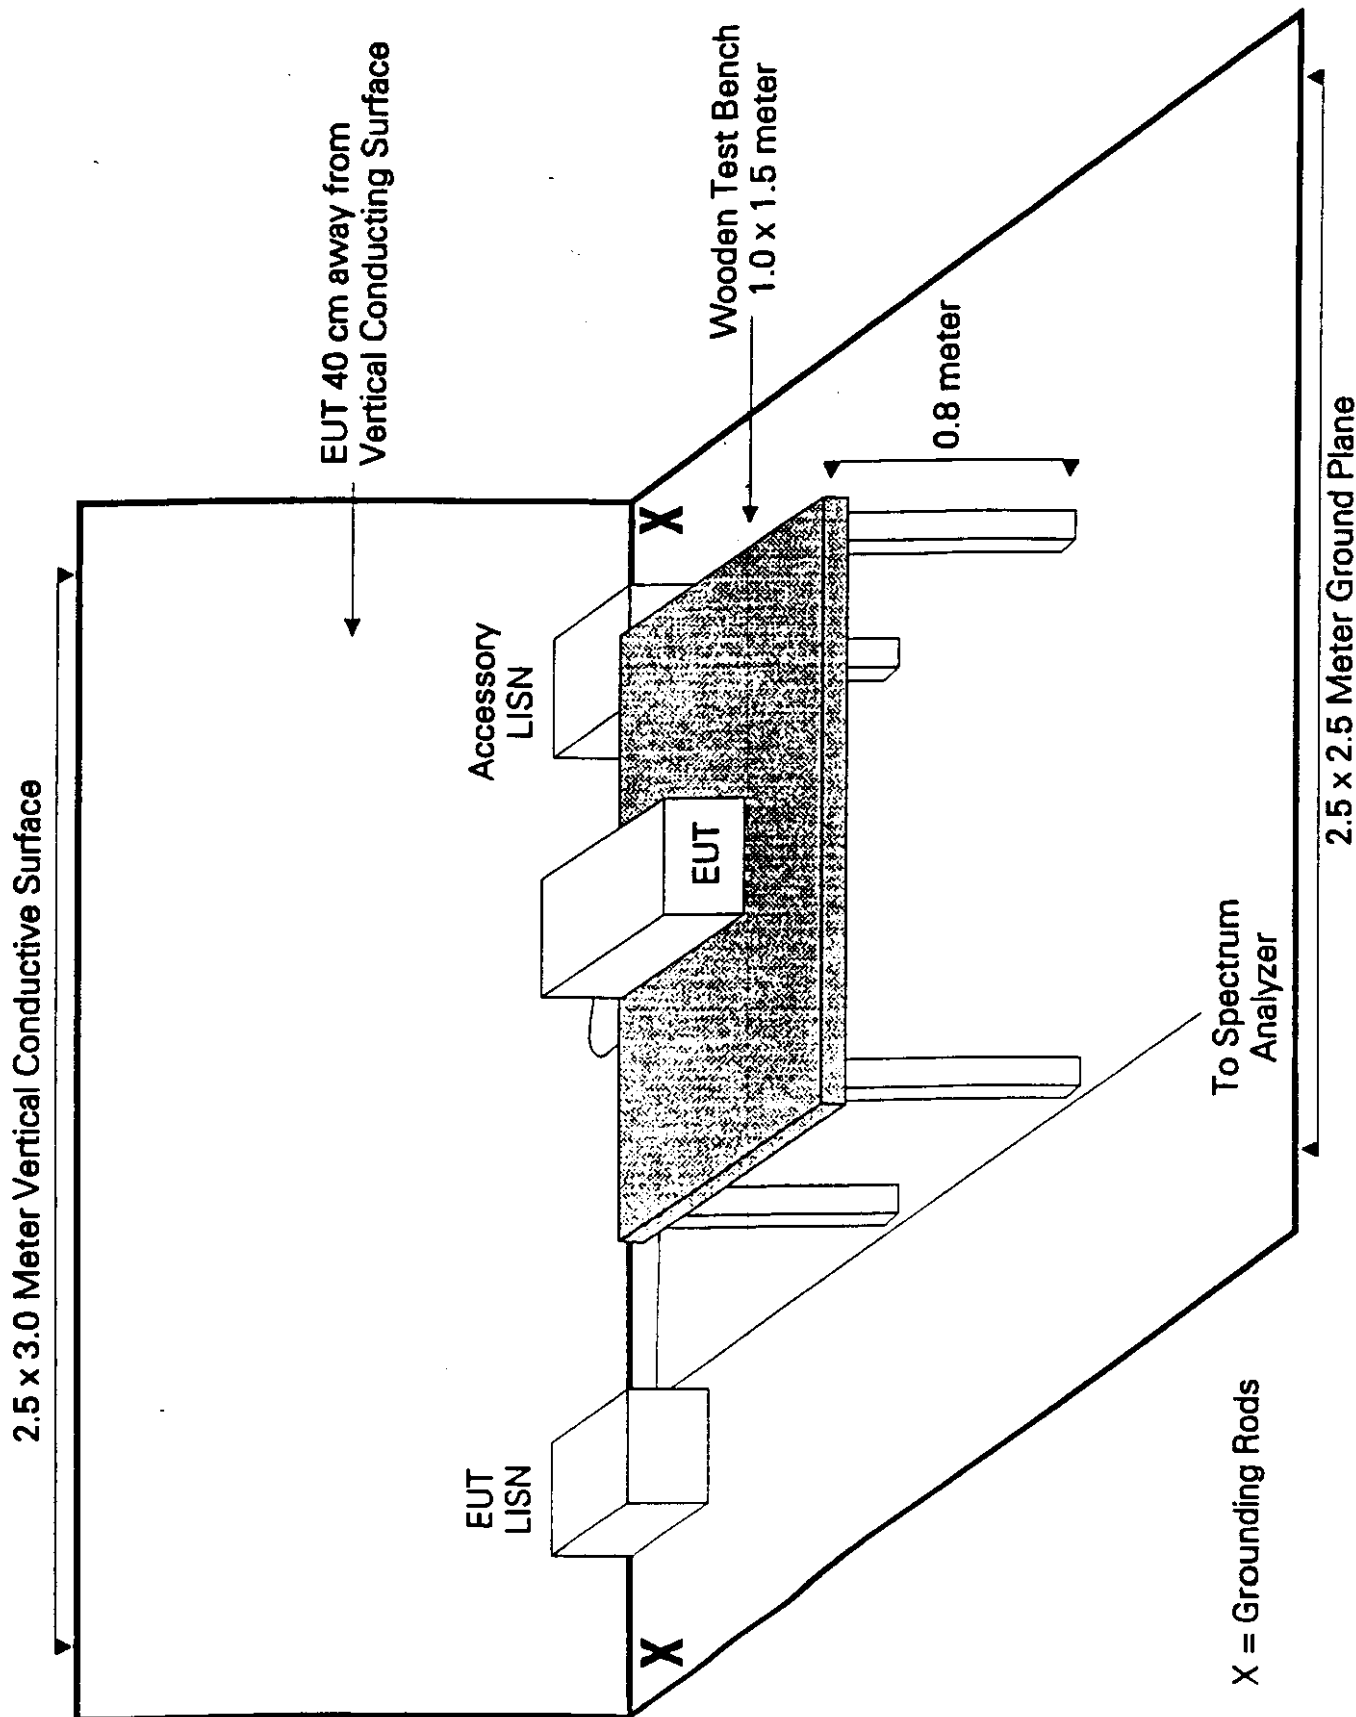 2.5 x 3.0 Meter Vertical Conductive Surface
EUT 40 cm away from
Vertical Conducting Surface
EUT
LISN
Accessory
LISN
EUT
X
X
Wooden Test Bench
1.0 x 1.5 meter
0.8 meter
To Spectrum
Analyzer
X = Grounding Rods
2.5 x 2.5 Meter Ground Plane